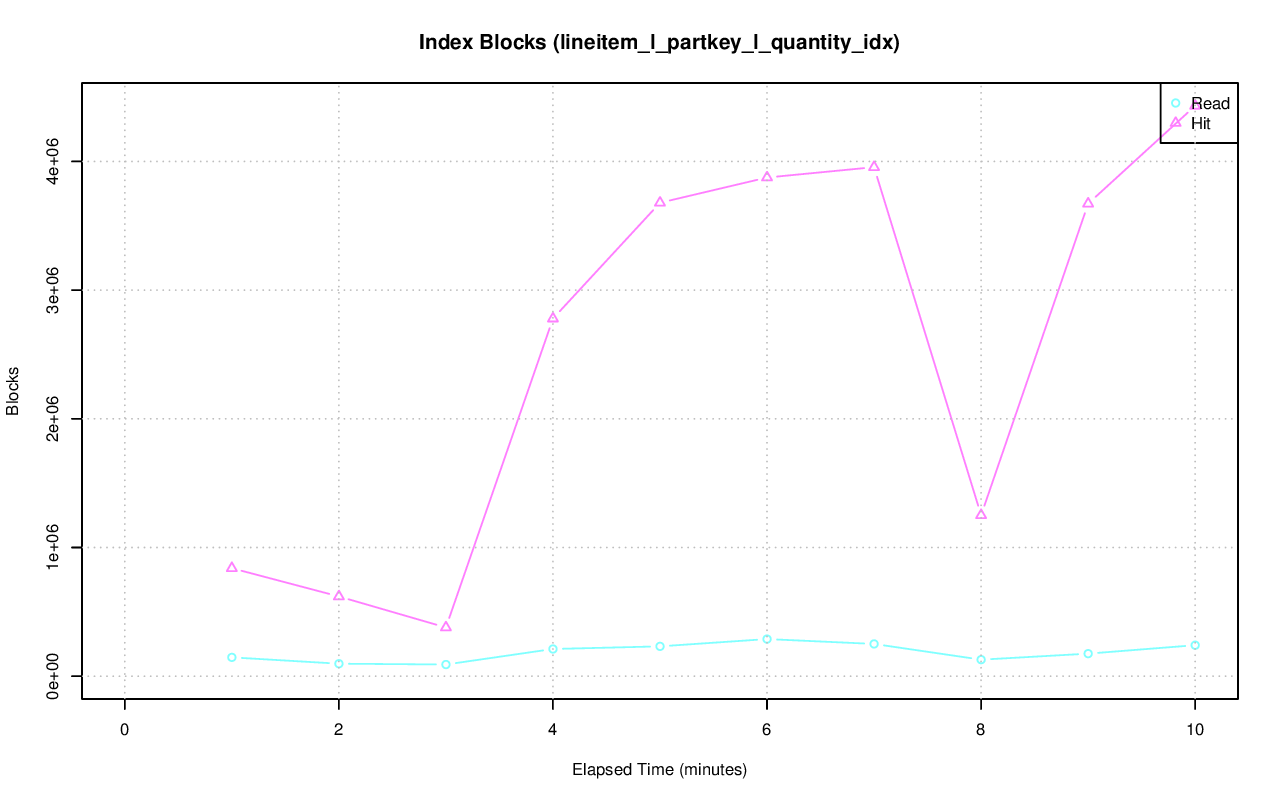 Index Blocks (lineitem_l_partkey_l_quantity_idx)
Read
Hit
4e+06
3e+06
2e+06
1e+06
0e+00
Blocks
0 2 4 6 8 10
Elapsed Time (minutes)